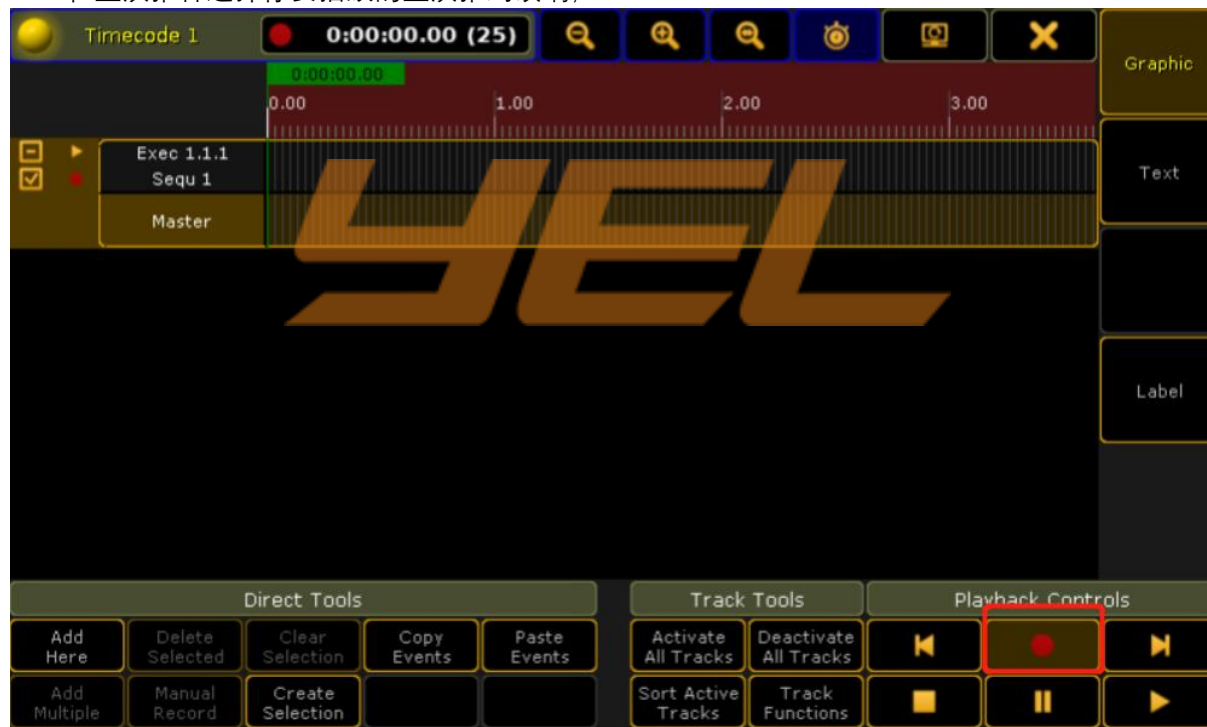 Timecode 1
0:00:00.00 (25)
Graphic
0:00:00.00
0.00 1.00 2.00 3.00
Exec 1.1.1
Sequ 1
Text
Master
YEL
Label
Direct Tools
Track Tools
Playback Controls
Add Here
Delete Selected
Clear Selection
Copy Events
Paste Events
Activate All Tracks
Deactivate All Tracks
Add Multiple
Manual Record
Create Selection
Sort Active Tracks
Track Functions